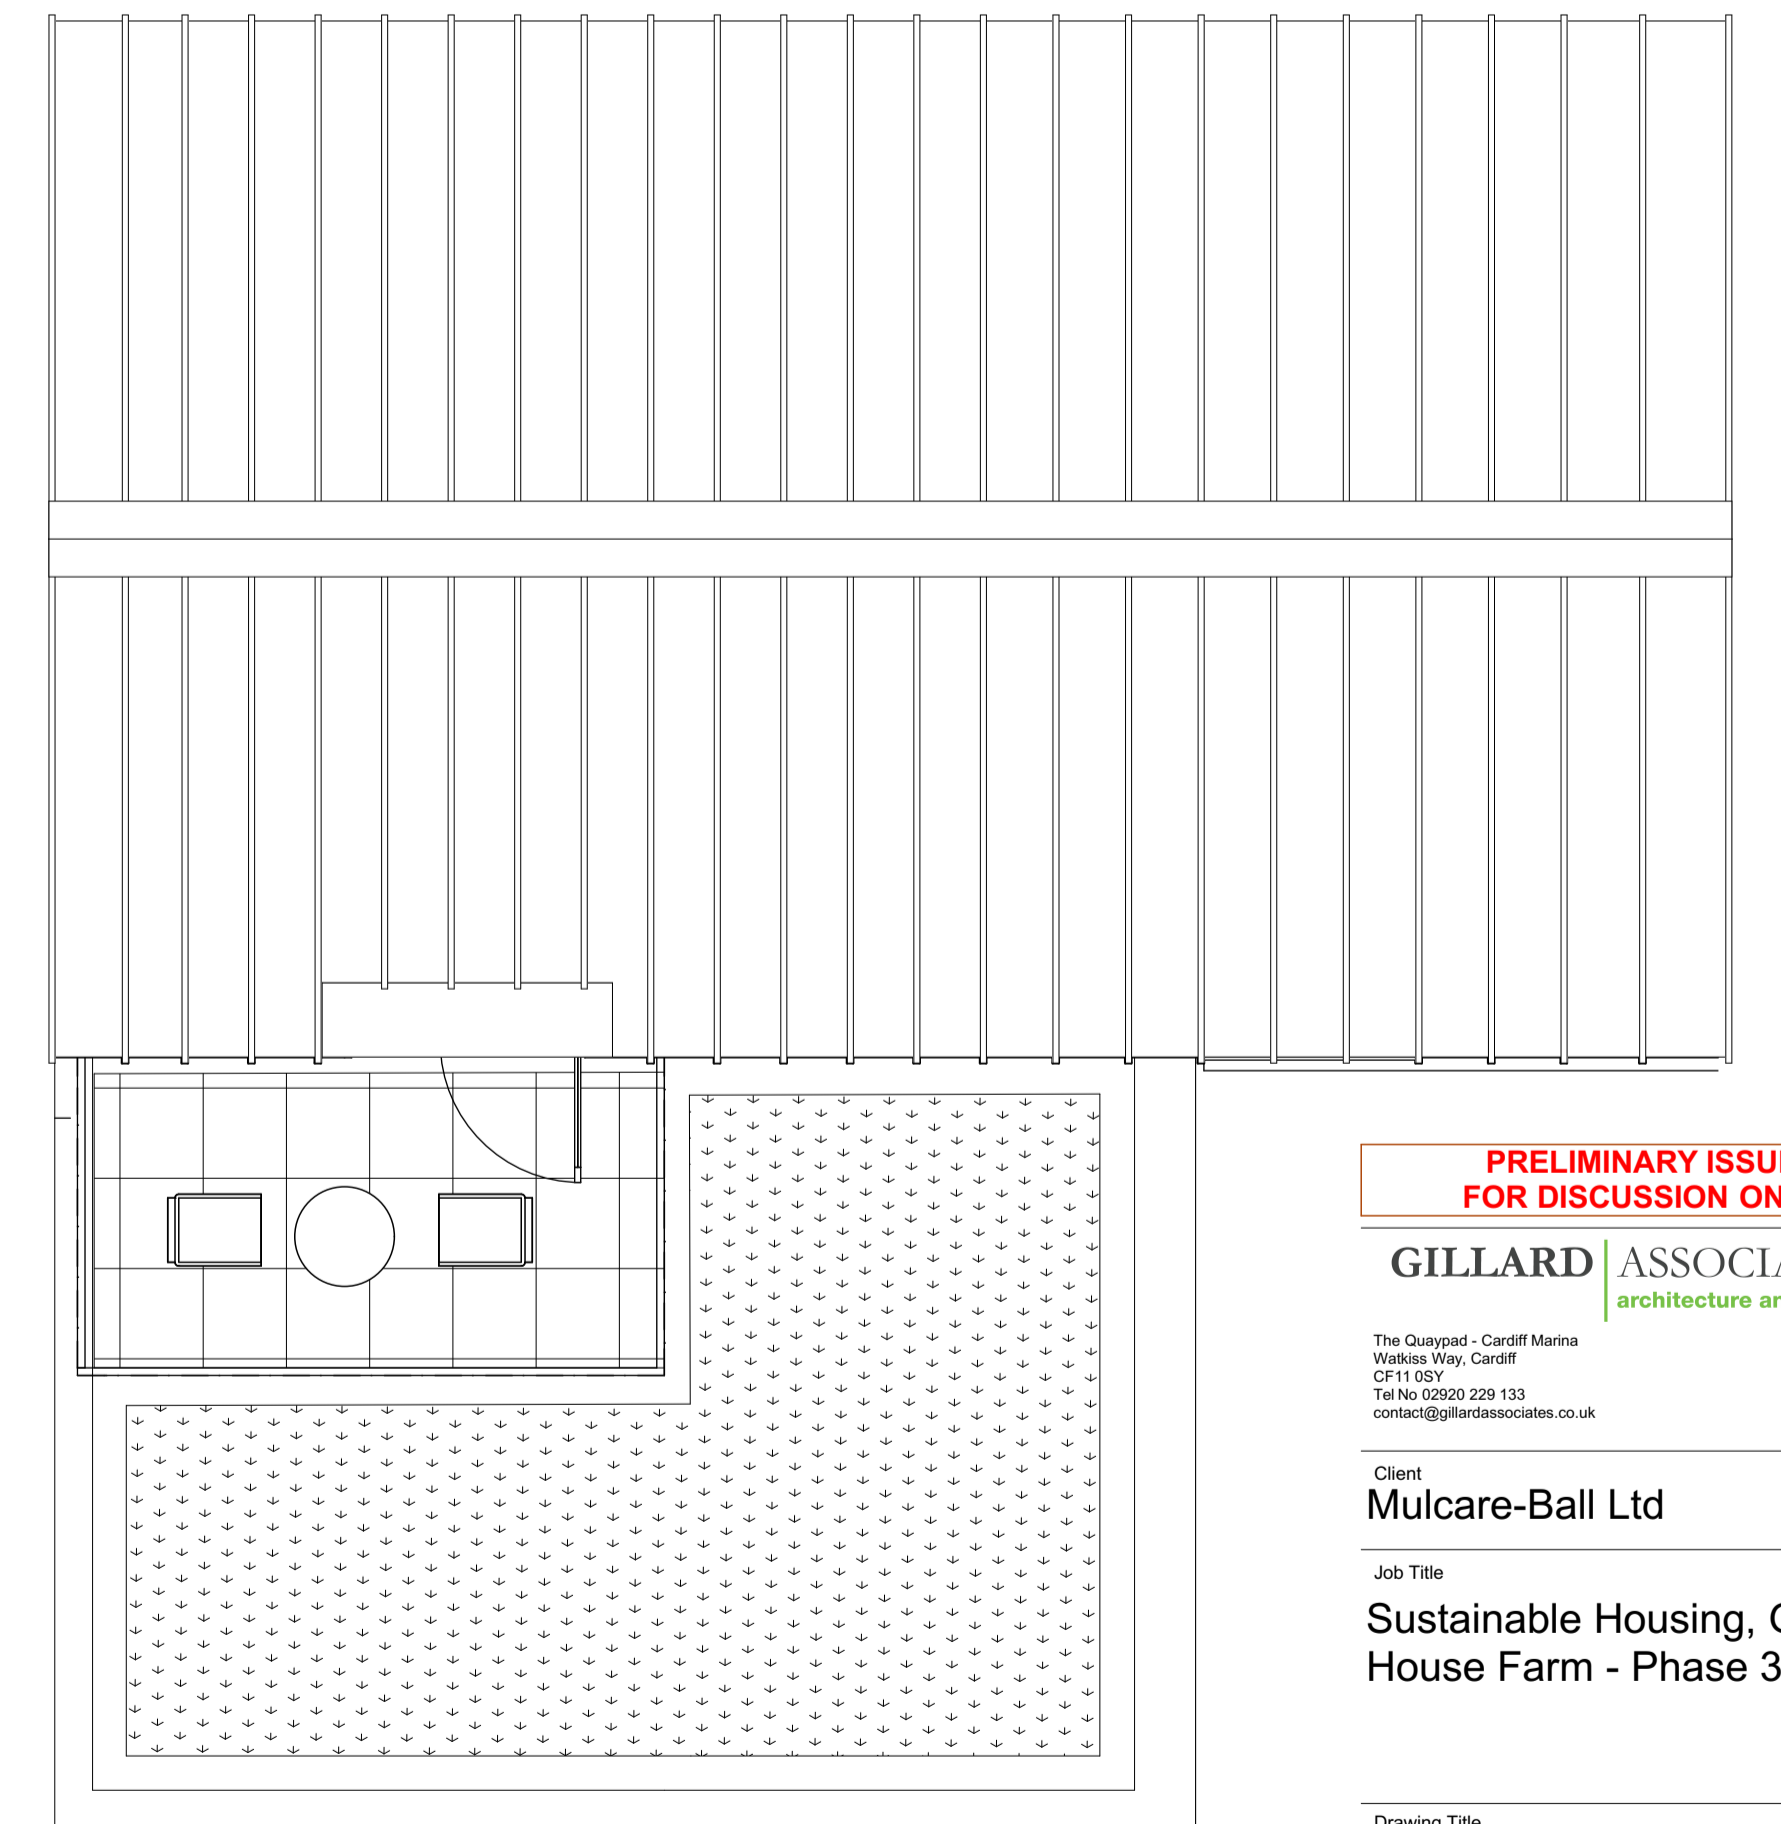 PRELIMINARY ISSU
FOR DISCUSSION ON
GILLARD ASSOCIA
architecture an
The Quaypad - Cardiff Marina
Watkiss Way, Cardiff
CF11 0SY
Tel No 02920 229 133
contact@gillardassociates.co.uk
Client
Mulcare-Ball Ltd
Job Title
Sustainable Housing,
House Farm - Phase 3
Drawing Title